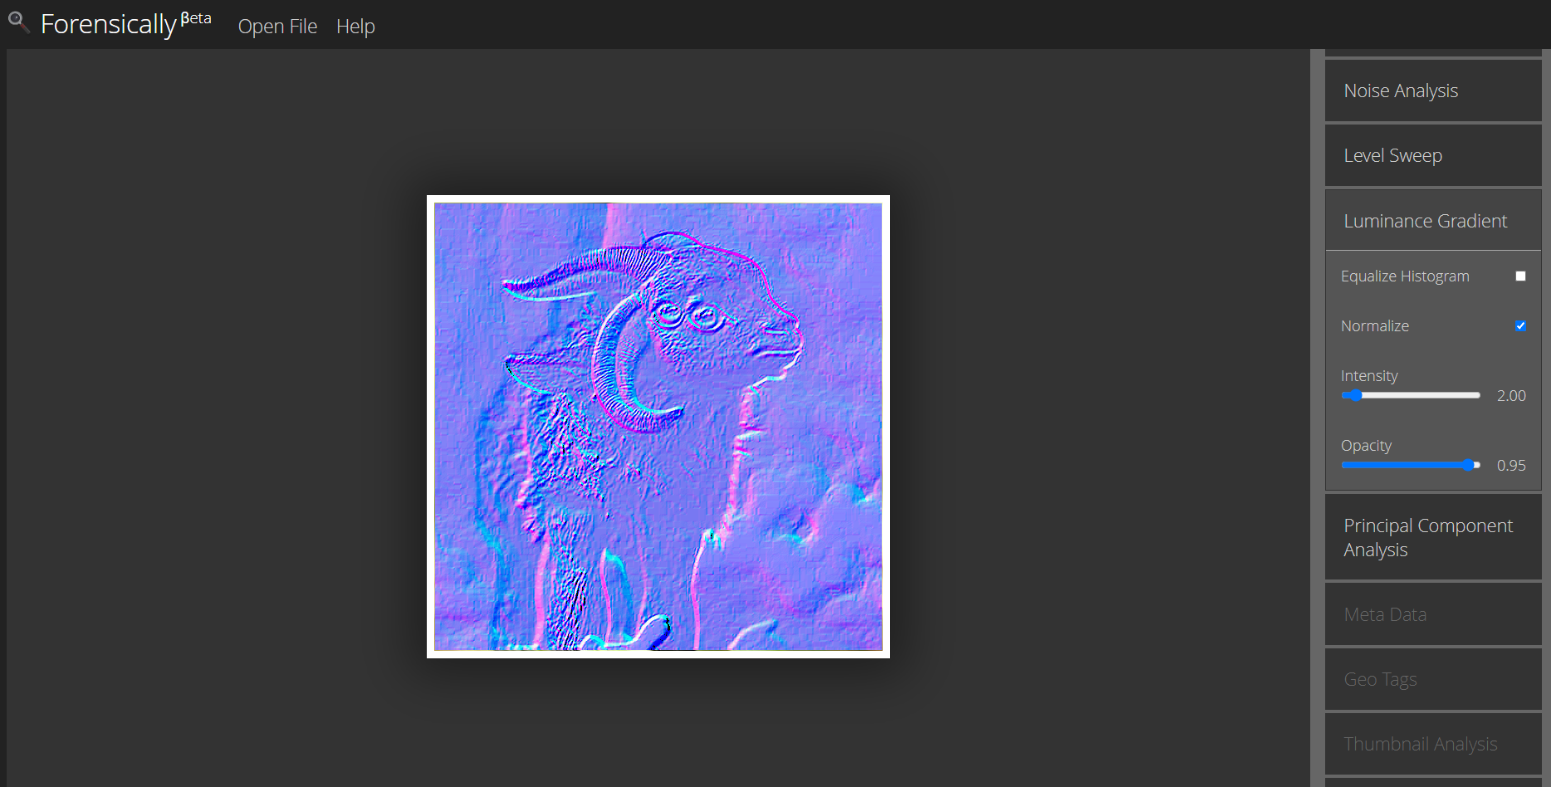 Forensically βeta Open File Help
Noise Analysis
Level Sweep
Luminance Gradient
Equalize Histogram
Normalize
Intensity
2.00
Opacity
0.95
Principal Component
Analysis
Meta Data
Geo Tags
Thumbnail Analysis